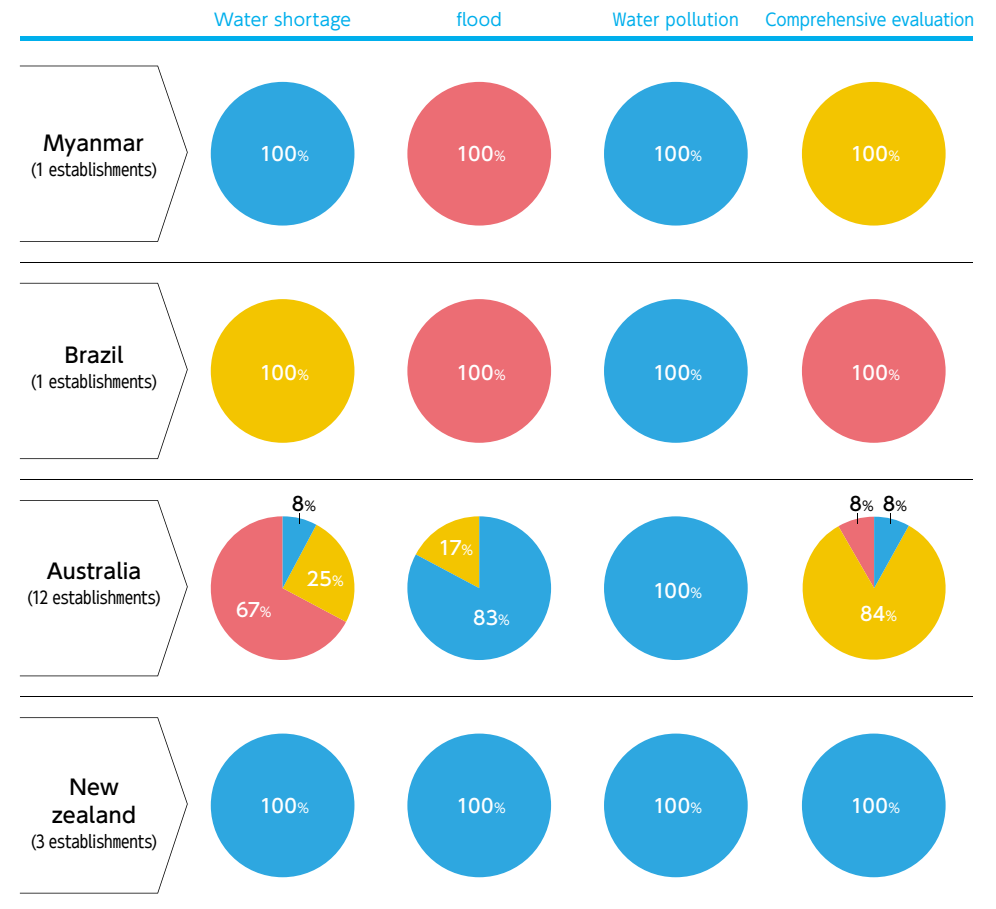 Water shortage flood Water pollution Comprehensive evaluation
Myanmar
(1 establishments)
100% 100% 100% 100%
Brazil
(1 establishments)
100% 100% 100% 100%
Australia
(12 establishments)
8%
25%
67%
17%
83%
100%
8% 8%
84%
New
zealand
(3 establishments)
100% 100% 100% 100%